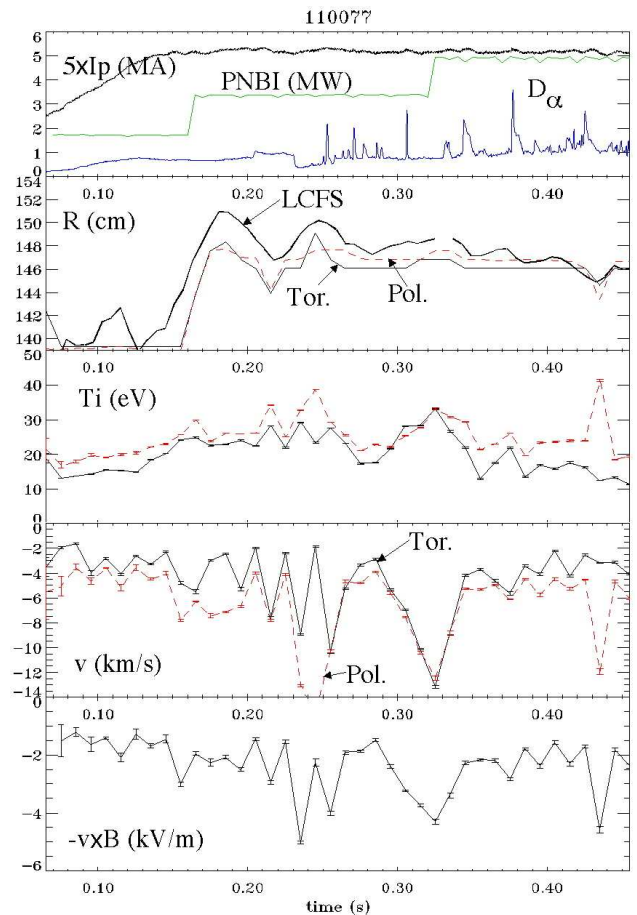 110077
6
5
4
3
2
1
0
5xIp (MA)
PNBI (MW)
Dα
0.10 0.20 0.30 0.40
154
152
150
148
146
144
142
140
R (cm)
LCFS
Tor.
Pol.
0.10 0.20 0.30 0.40
50
40
30
20
10
0
Ti (eV)
0.10 0.20 0.30 0.40
0
-2
-4
-6
-8
-10
-12
-14
Tor.
v (km/s)
Pol.
0.10 0.20 0.30 0.40
-2
-4
-6
-vxB (kV/m)
0.10 0.20 0.30 0.40
time (s)